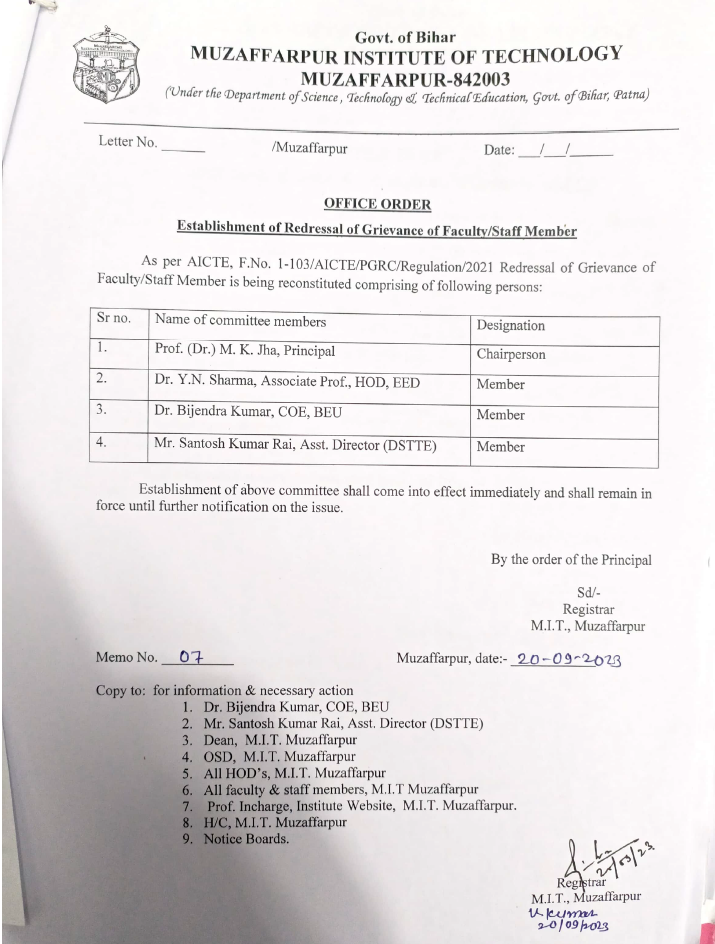 Govt. of Bihar
MUZAFFARPUR INSTITUTE OF TECHNOLOGY
MUZAFFARPUR-842003
(Under the Department of Science, Technology & Technical Education, Govt. of Bihar, Patna)
Letter No. ______ /Muzaffarpur Date: ___/___/______
OFFICE ORDER
Establishment of Redressal of Grievance of Faculty/Staff Member
As per AICTE, F.No. 1-103/AICTE/PGRC/Regulation/2021 Redressal of Grievance of
Faculty/Staff Member is being reconstituted comprising of following persons:
Sr no. Name of committee members Designation
1. Prof. (Dr.) M. K. Jha, Principal Chairperson
2. Dr. Y.N. Sharma, Associate Prof., HOD, EED Member
3. Dr. Bijendra Kumar, COE, BEU Member
4. Mr. Santosh Kumar Rai, Asst. Director (DSTTE) Member
Establishment of above committee shall come into effect immediately and shall remain in
force until further notification on the issue.
By the order of the Principal
Sd/-
Registrar
M.I.T., Muzaffarpur
Memo No. 07 Muzaffarpur, date:- 20-09-2023
Copy to: for information & necessary action
1. Dr. Bijendra Kumar, COE, BEU
2. Mr. Santosh Kumar Rai, Asst. Director (DSTTE)
3. Dean, M.I.T. Muzaffarpur
4. OSD, M.I.T. Muzaffarpur
5. All HOD's, M.I.T. Muzaffarpur
6. All faculty & staff members, M.I.T Muzaffarpur
7. Prof. Incharge, Institute Website, M.I.T. Muzaffarpur.
8. H/C, M.I.T. Muzaffarpur
9. Notice Boards.
20/09/23
Registrar
M.I.T., Muzaffarpur
U.Kumar
20/09/2023